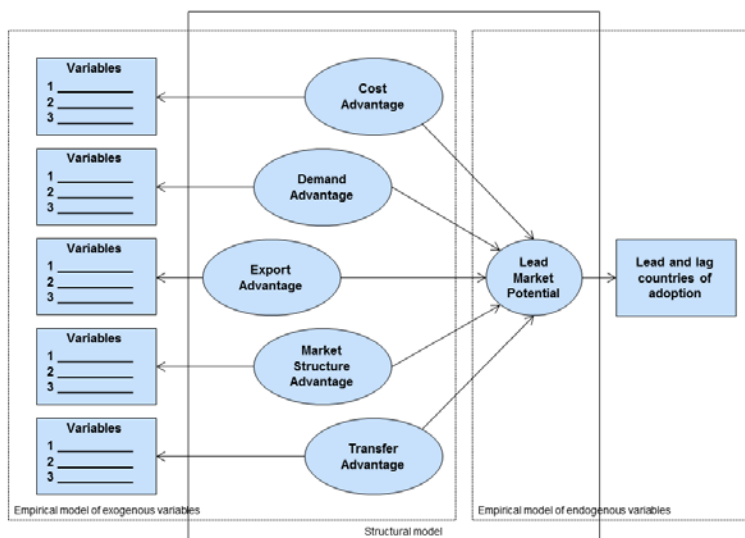 Variables
1
2
3
Cost
Advantage
Variables
1
2
3
Demand
Advantage
Variables
1
2
3
Export
Advantage
Lead
Market
Potential
Lead and lag
countries of
adoption
Variables
1
2
3
Market
Structure
Advantage
Variables
1
2
3
Transfer
Advantage
Empirical model of exogenous variables
Empirical model of endogenous variables
Structural model